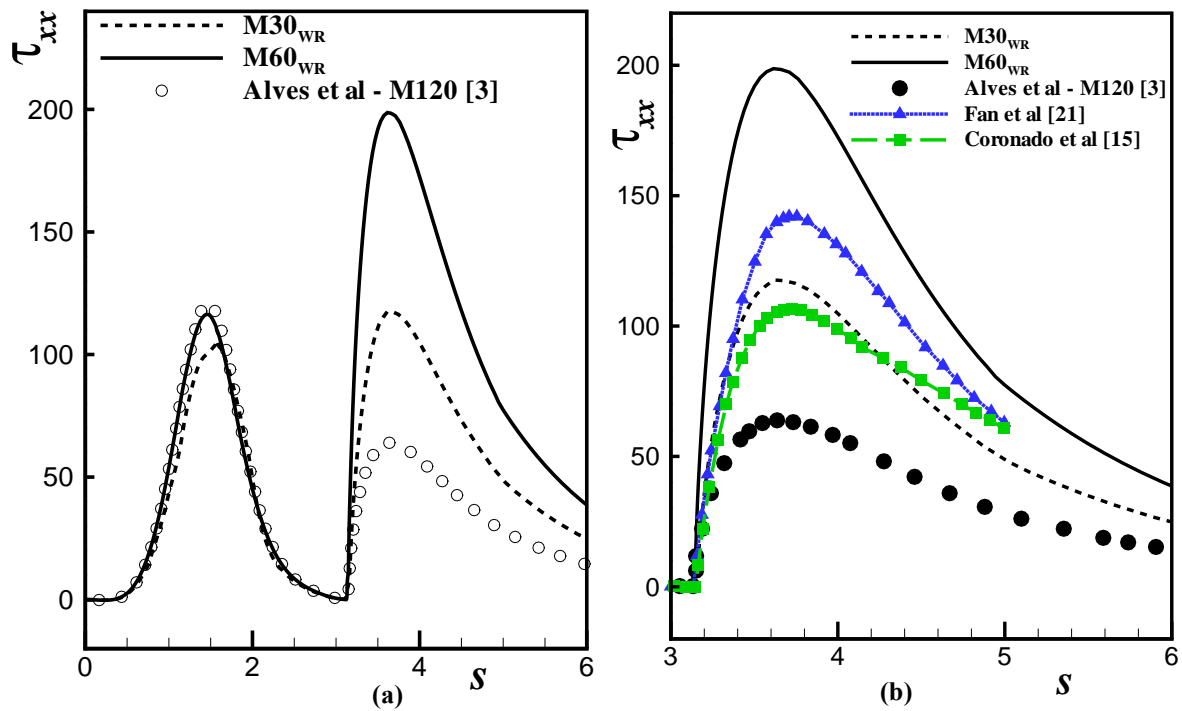 τxx
M30WR
M60WR
Alves et al - M120 [3]
200
150
100
50
0
0
2
4
6
s
(a)
τxx
M30WR
M60WR
Alves et al - M120 [3]
Fan et al [21]
Coronado et al [15]
200
150
100
50
0
3
4
5
6
s
(b)